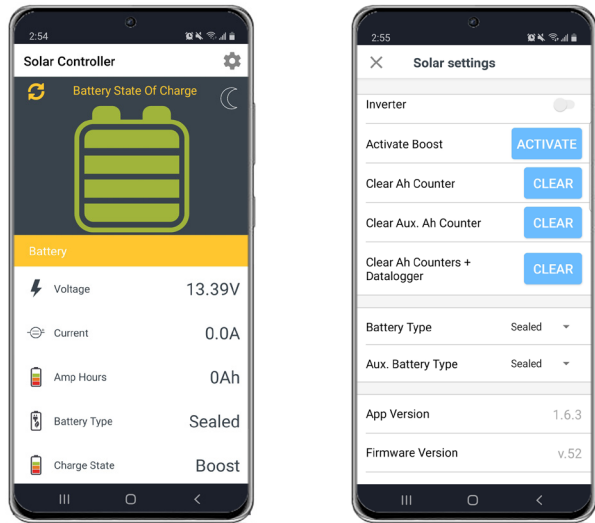 2:54
Solar Controller
Battery State Of Charge
Battery
Voltage 13.39V
Current 0.0A
Amp Hours 0Ah
Battery Type Sealed
Charge State Boost
2:55
Solar settings
Inverter
Activate Boost ACTIVATE
Clear Ah Counter CLEAR
Clear Aux. Ah Counter CLEAR
Clear Ah Counters +
Datalogger CLEAR
Battery Type Sealed
Aux. Battery Type Sealed
App Version 1.6.3
Firmware Version v.52